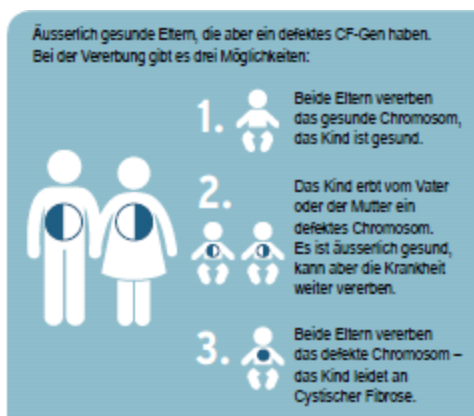 Äusserlich gesunde Eltern, die aber ein defektes CF-Gen haben.
Bei der Vererbung gibt es drei Möglichkeiten:
1.
Beide Eltern vererben
das gesunde Chromosom,
das Kind ist gesund.
2.
Das Kind erbt vom Vater
oder der Mutter ein
defektes Chromosom.
Es ist äusserlich gesund,
kann aber die Krankheit
weiter vererben.
3.
Beide Eltern vererben
das defekte Chromosom –
das Kind leidet an
Cystischer Fibrose.